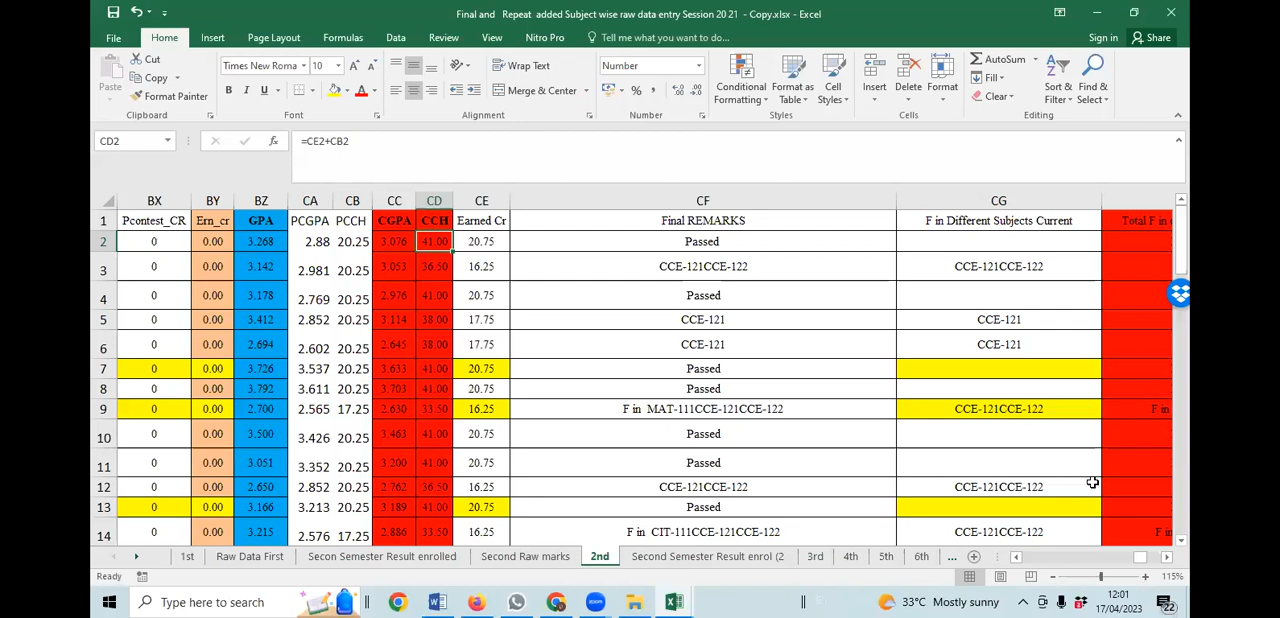 Final and Repeat added Subject wise raw data entry Session 20 21 - Copy.xlsx - Excel
File Home Insert Page Layout Formulas Data Review View Nitro Pro Tell me what you want to do... Sign in Share
Paste Cut Copy Format Painter Clipboard
Times New Roma 10 B I U A Font
Wrap Text Merge & Center Alignment
Number % Number
Conditional Formatting Format as Table Cell Styles Styles
Insert Delete Format Cells
AutoSum Fill Clear Sort & Filter Find & Select Editing
CD2 fx =CE2+CB2
BX BY BZ CA CB CC CD CE CF CG
1 Pcontest_CR Ern_cr GPA PCGPA PCCH CGPA CCH Earned Cr Final REMARKS F in Different Subjects Current Total F in
2 0 0.00 3.268 2.88 20.25 3.076 41.00 20.75 Passed
3 0 0.00 3.142 2.981 20.25 3.053 36.50 16.25 CCE-121CCE-122 CCE-121CCE-122
4 0 0.00 3.178 2.769 20.25 2.976 41.00 20.75 Passed
5 0 0.00 3.412 2.852 20.25 3.114 38.00 17.75 CCE-121 CCE-121
6 0 0.00 2.694 2.602 20.25 2.645 38.00 17.75 CCE-121 CCE-121
7 0 0.00 3.726 3.537 20.25 3.633 41.00 20.75 Passed
8 0 0.00 3.792 3.611 20.25 3.703 41.00 20.75 Passed
9 0 0.00 2.700 2.565 17.25 2.630 33.50 16.25 F in MAT-111CCE-121CCE-122 CCE-121CCE-122 F in
10 0 0.00 3.500 3.426 20.25 3.463 41.00 20.75 Passed
11 0 0.00 3.051 3.352 20.25 3.200 41.00 20.75 Passed
12 0 0.00 2.650 2.852 20.25 2.762 36.50 16.25 CCE-121CCE-122 CCE-121CCE-122
13 0 0.00 3.166 3.213 20.25 3.189 41.00 20.75 Passed
14 0 0.00 3.215 2.576 17.25 2.886 33.50 16.25 F in CIT-111CCE-121CCE-122 CCE-121CCE-122 F in
1st Raw Data First Secon Semester Result enrolled Second Raw marks 2nd Second Semester Result enrol (2 3rd 4th 5th 6th ...
Ready 115%
Type here to search 33°C Mostly sunny 12:01
17/04/2023 22